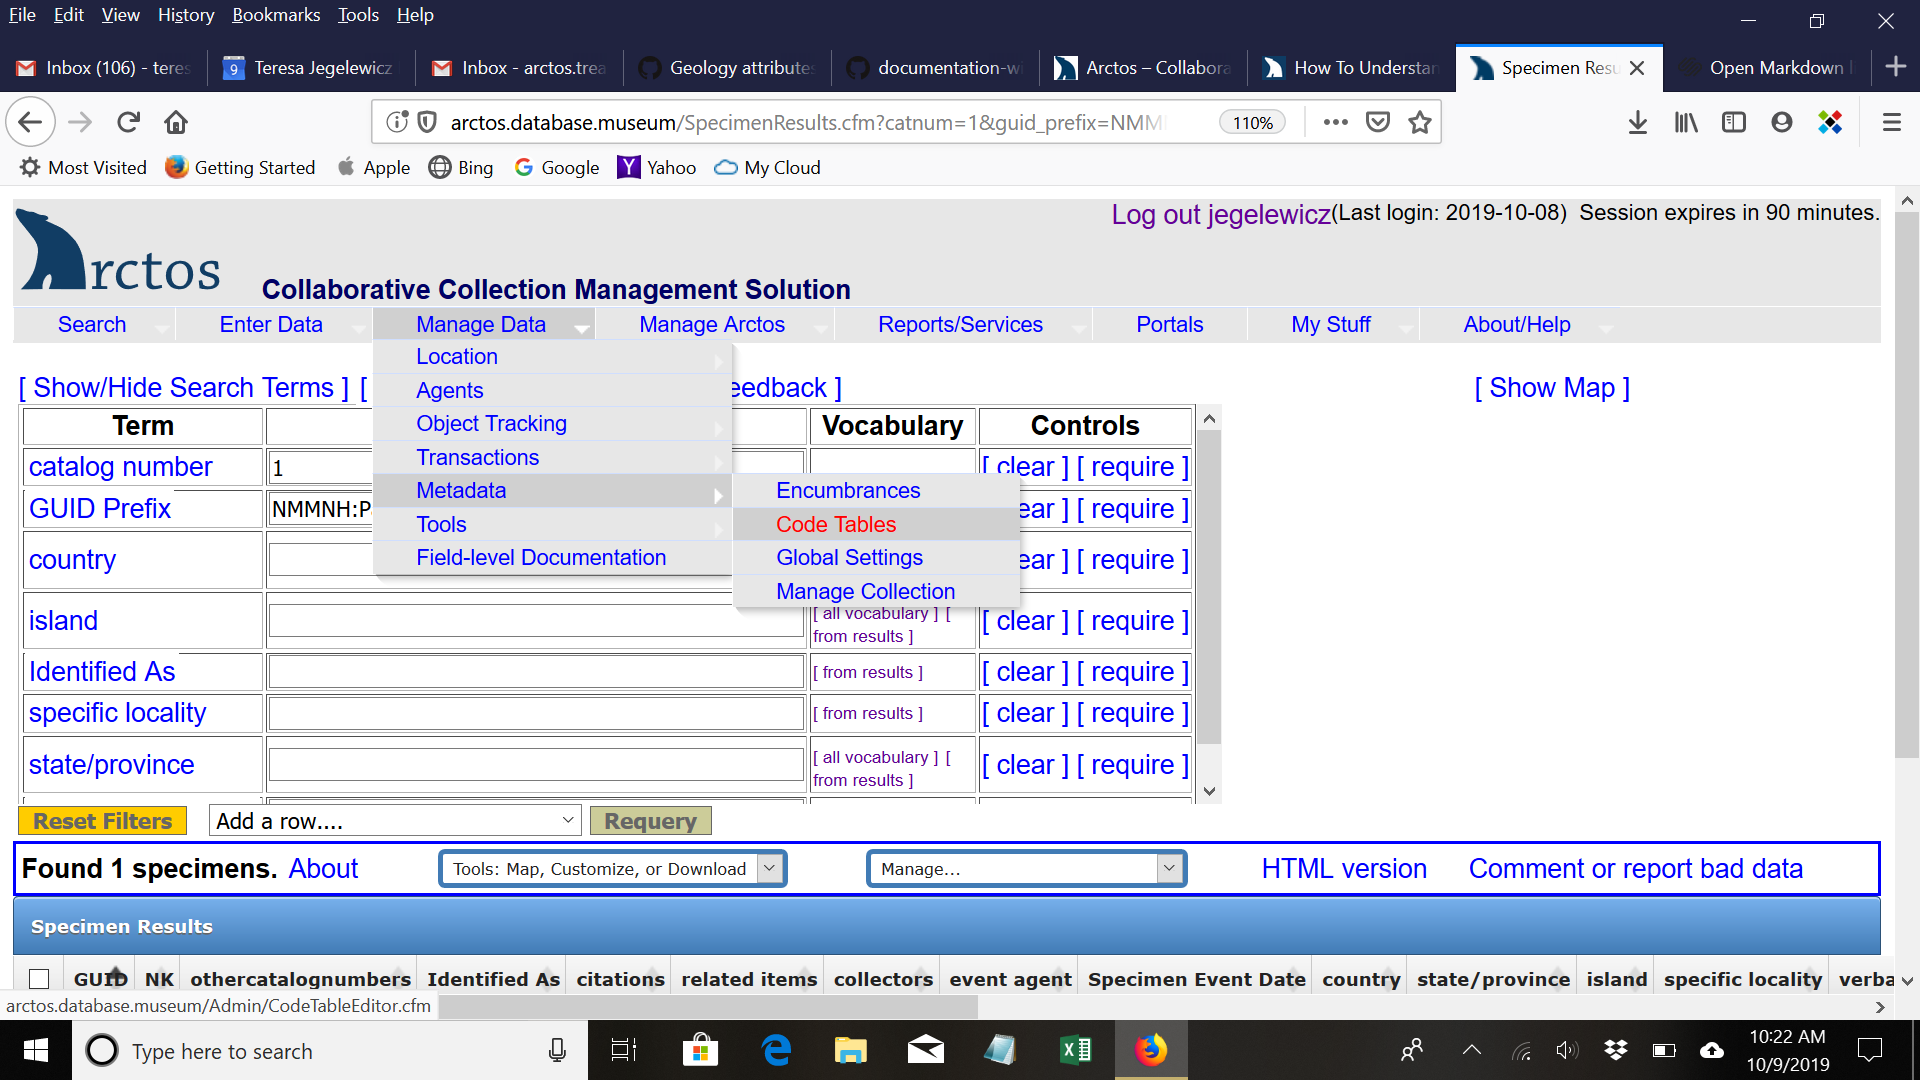 File Edit View History Bookmarks Tools Help
Inbox (106) - teres
9 Teresa Jegelewicz
Inbox - arctos.trea
Geology attributes
documentation-wi
Arctos – Collabora
How To Understan
Specimen Resu
Open Markdown
arctos.database.museum/SpecimenResults.cfm?catnum=1&guid_prefix=NMM
110%
Most Visited Getting Started Apple Bing Google Yahoo My Cloud
Log out jegelewicz(Last login: 2019-10-08) Session expires in 90 minutes.
Arctos
Collaborative Collection Management Solution
Search Enter Data Manage Data Manage Arctos Reports/Services Portals My Stuff About/Help
Location
Agents
Object Tracking
Transactions
Metadata
Tools
Field-level Documentation
Encumbrances
Code Tables
Global Settings
Manage Collection
[ Show/Hide Search Terms ] [ eedback ] [ Show Map ]
Term Vocabulary Controls
catalog number 1 [ clear ] [ require ]
GUID Prefix NMMNH:P ear ] [ require ]
country ear ] [ require ]
island [ all vocabulary ] [ from results ] [ clear ] [ require ]
Identified As [ from results ] [ clear ] [ require ]
specific locality [ from results ] [ clear ] [ require ]
state/province [ all vocabulary ] [ from results ] [ clear ] [ require ]
Reset Filters Add a row.... Requery
Found 1 specimens. About Tools: Map, Customize, or Download Manage... HTML version Comment or report bad data
Specimen Results
GUID NK othercatalognumbers Identified As citations related items collectors event agent Specimen Event Date country state/province island specific locality verba
arctos.database.museum/Admin/CodeTableEditor.cfm
Type here to search
10:22 AM
10/9/2019